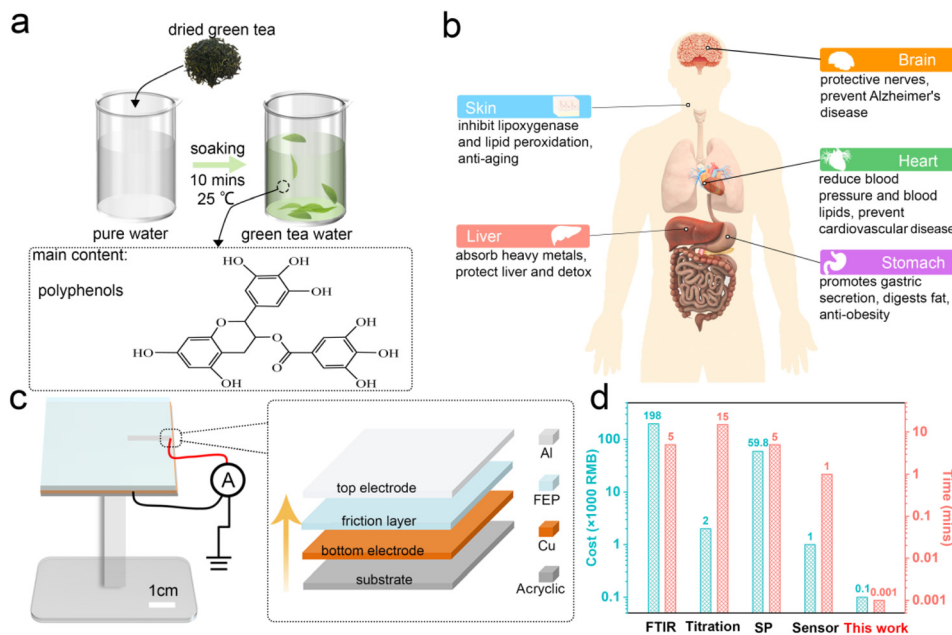 a
dried green tea
soaking
10 mins
25 ℃
pure water
green tea water
main content:
polyphenols
OH
HO
OH
O
OH
OH
HO
O
O
OH
OH
b
Brain
protective nerves,
prevent Alzheimer's
disease
Skin
inhibit lipoxygenase
and lipid peroxidation,
anti-aging
Heart
reduce blood
pressure and blood
lipids, prevent
cardiovascular disease
Liver
absorb heavy metals,
protect liver and detox
Stomach
promotes gastric
secretion, digests fat,
anti-obesity
c
A
1cm
top electrode
friction layer
bottom electrode
substrate
Al
FEP
Cu
Acrylic
d
Cost (×1000 RMB)
100
10
1
0.1
198
5
2
15
59.8
5
1
1
0.1
0.001
10
1
0.1
0.01
0.001
Time (mins)
FTIR
Titration
SP
Sensor
This work